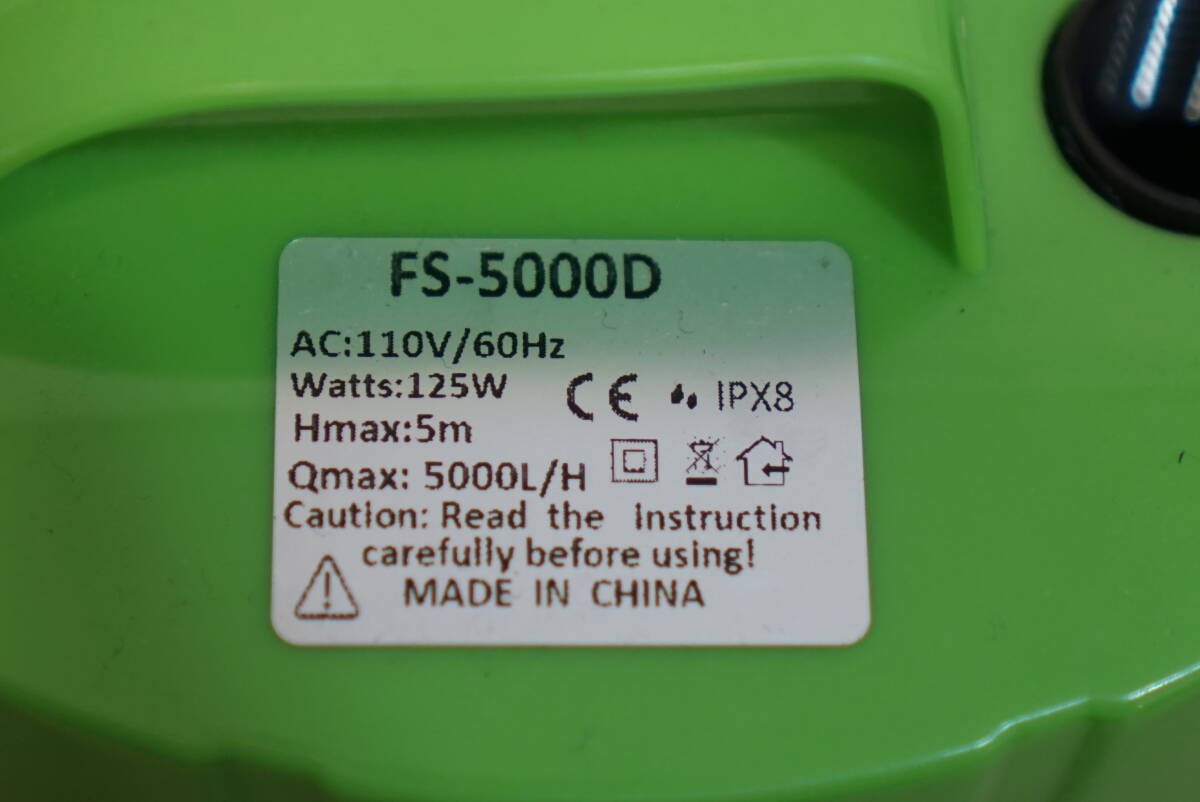 FS-5000D
AC:110V/60Hz
Watts:125W
CE IPX8
Hmax:5m
Qmax: 5000L/H
Caution: Read the Instruction
carefully before using!
MADE IN CHINA